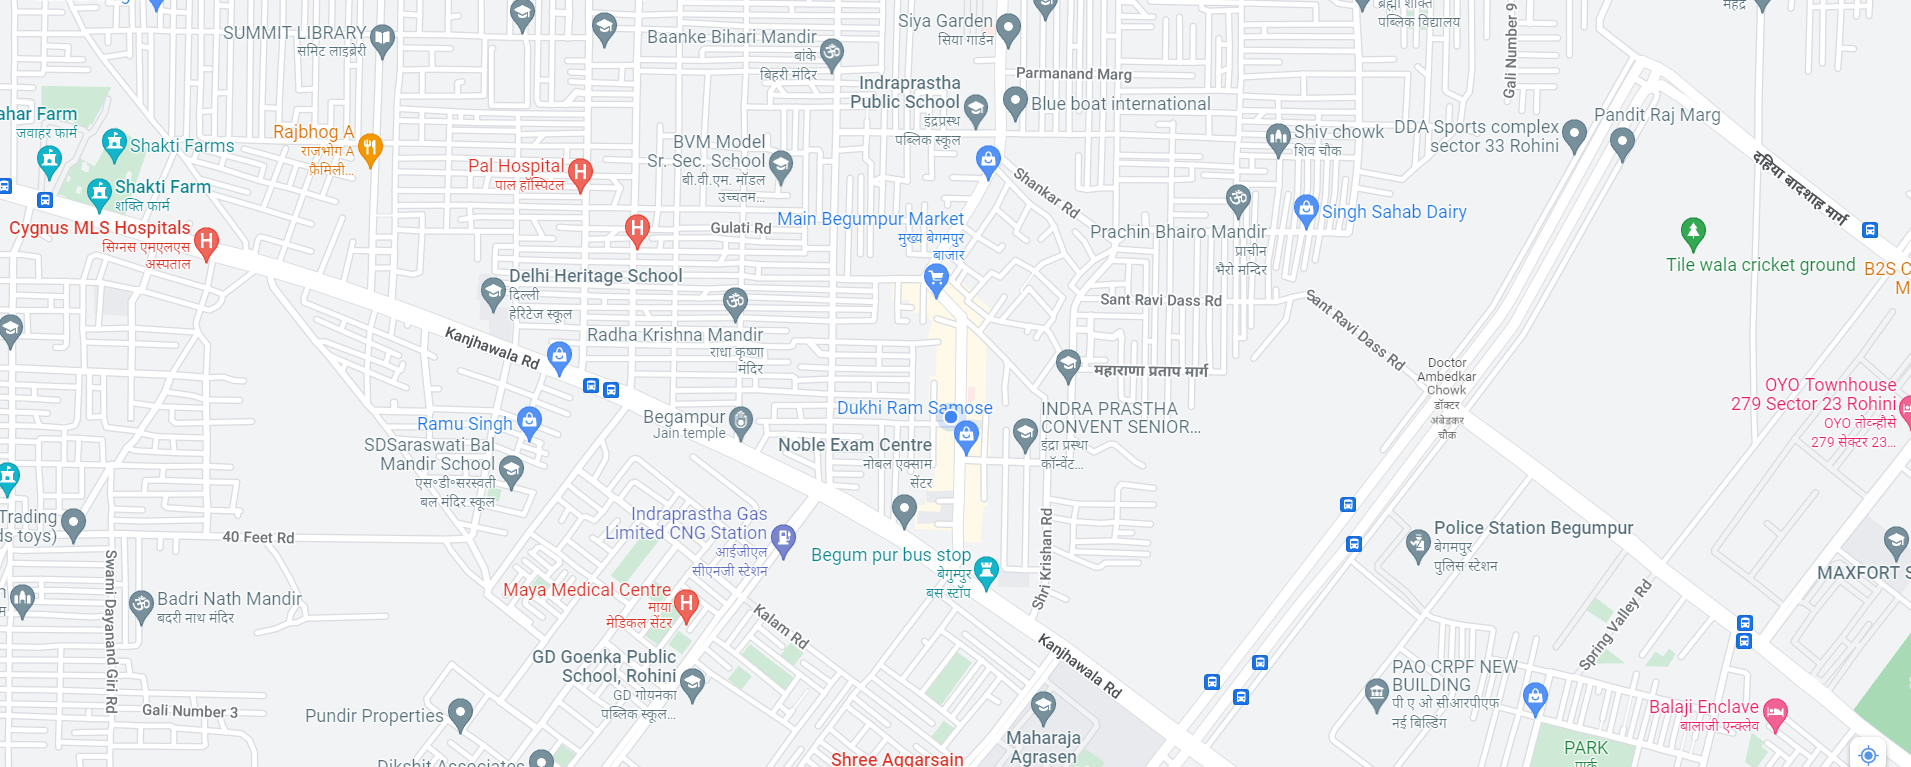 SUMMIT LIBRARY
समिट लाइब्रेरी
Baanke Bihari Mandir
बांके
बिहरी मंदिर
Siya Garden
सिया गार्डन
पब्लिक विद्यालय
Gali Number 9
Parmanand Marg
Indraprastha
Public School
इंद्रप्रस्थ
पब्लिक स्कूल
Blue boat international
ahar Farm
जवाहर फार्म
Shakti Farms
Shakti Farm
शक्ति फार्म
Rajbhog A
राजभोग A
फ़ैमिली...
Pal Hospital
पाल हॉस्पिटल
BVM Model
Sr. Sec. School
बी.वी.एम. मॉडल
उच्चतम...
Shiv chowk
शिव चौक
DDA Sports complex
sector 33 Rohini
Pandit Raj Marg
दहिया बादशाह मार्ग
Shankar Rd
Cygnus MLS Hospitals
सिग्नस एमएलएस
अस्पताल
Gulati Rd
Main Begumpur Market
मुख्य बेगमपुर
बाजार
Prachin Bhairo Mandir
प्राचीन
भैरो मन्दिर
Singh Sahab Dairy
Tile wala cricket ground
B2S C
M
Delhi Heritage School
दिल्ली
हेरिटेज स्कूल
Sant Ravi Dass Rd
Sant Ravi Dass Rd
Kanjhawala Rd
Radha Krishna Mandir
राधा कृष्णा
मंदिर
महाराणा प्रताप मार्ग
Doctor
Ambedkar
Chowk
डॉक्टर
अंबेडकर
चौक
OYO Townhouse
279 Sector 23 Rohini
OYO तोव्न्हौसे
279 सेक्टर 23...
Ramu Singh
Begampur
Jain temple
Dukhi Ram Samose
INDRA PRASTHA
CONVENT SENIOR...
इंद्रा प्रस्था
कॉन्वेंट...
SDSaraswati Bal
Mandir School
एस॰डी॰सरस्वती
बल मंदिर स्कूल
Noble Exam Centre
नोबल एक्साम
सेंटर
Trading
ds toys)
40 Feet Rd
Indraprastha Gas
Limited CNG Station
आईजीएल
सीएनजी स्टेशन
Begum pur bus stop
बेगुम्पुर
बस स्टॉप
Shri Krishan Rd
Police Station Begumpur
बेगमपुर
पुलिस स्टेशन
MAXFORT S
Swami Dayanand Giri Rd
Badri Nath Mandir
बदरी नाथ मंदिर
Maya Medical Centre
माया
मेडिकल सेंटर
Kalam Rd
Spring Valley Rd
Kanjhawala Rd
GD Goenka Public
School, Rohini
GD गोयनका
पब्लिक स्कूल...
PAO CRPF NEW
BUILDING
पी ए ओ सीआरपीएफ
नई बिल्डिंग
Pundir Properties
Gali Number 3
Balaji Enclave
बालाजी एन्क्लेव
Maharaja
Agrasen
PARK
Shree Aggarsain
Dikshit Associates